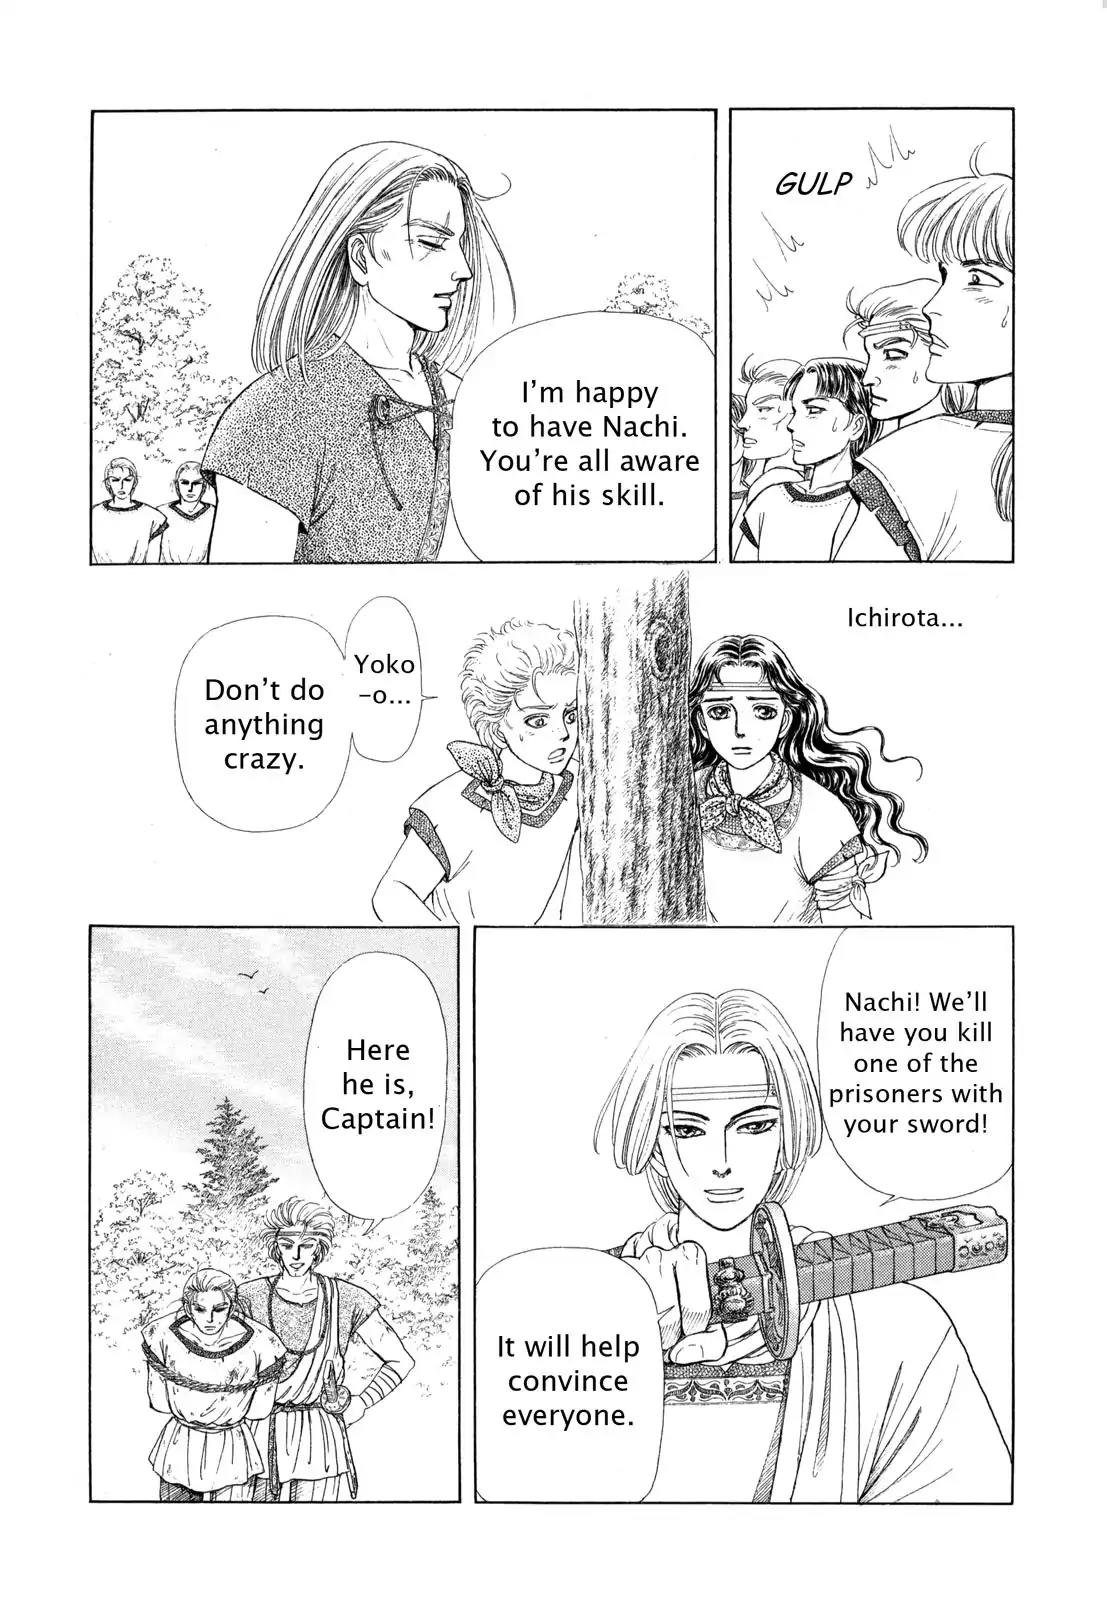 I'm happy
to have Nachi.
You're all aware
of his skill.
GULP
Ichirota...
Yoko
-o...
Don't do
anything
crazy.
Here
he is,
Captain!
Nachi! We'll
have you kill
one of the
prisoners with
your sword!
It will help
convince
everyone.